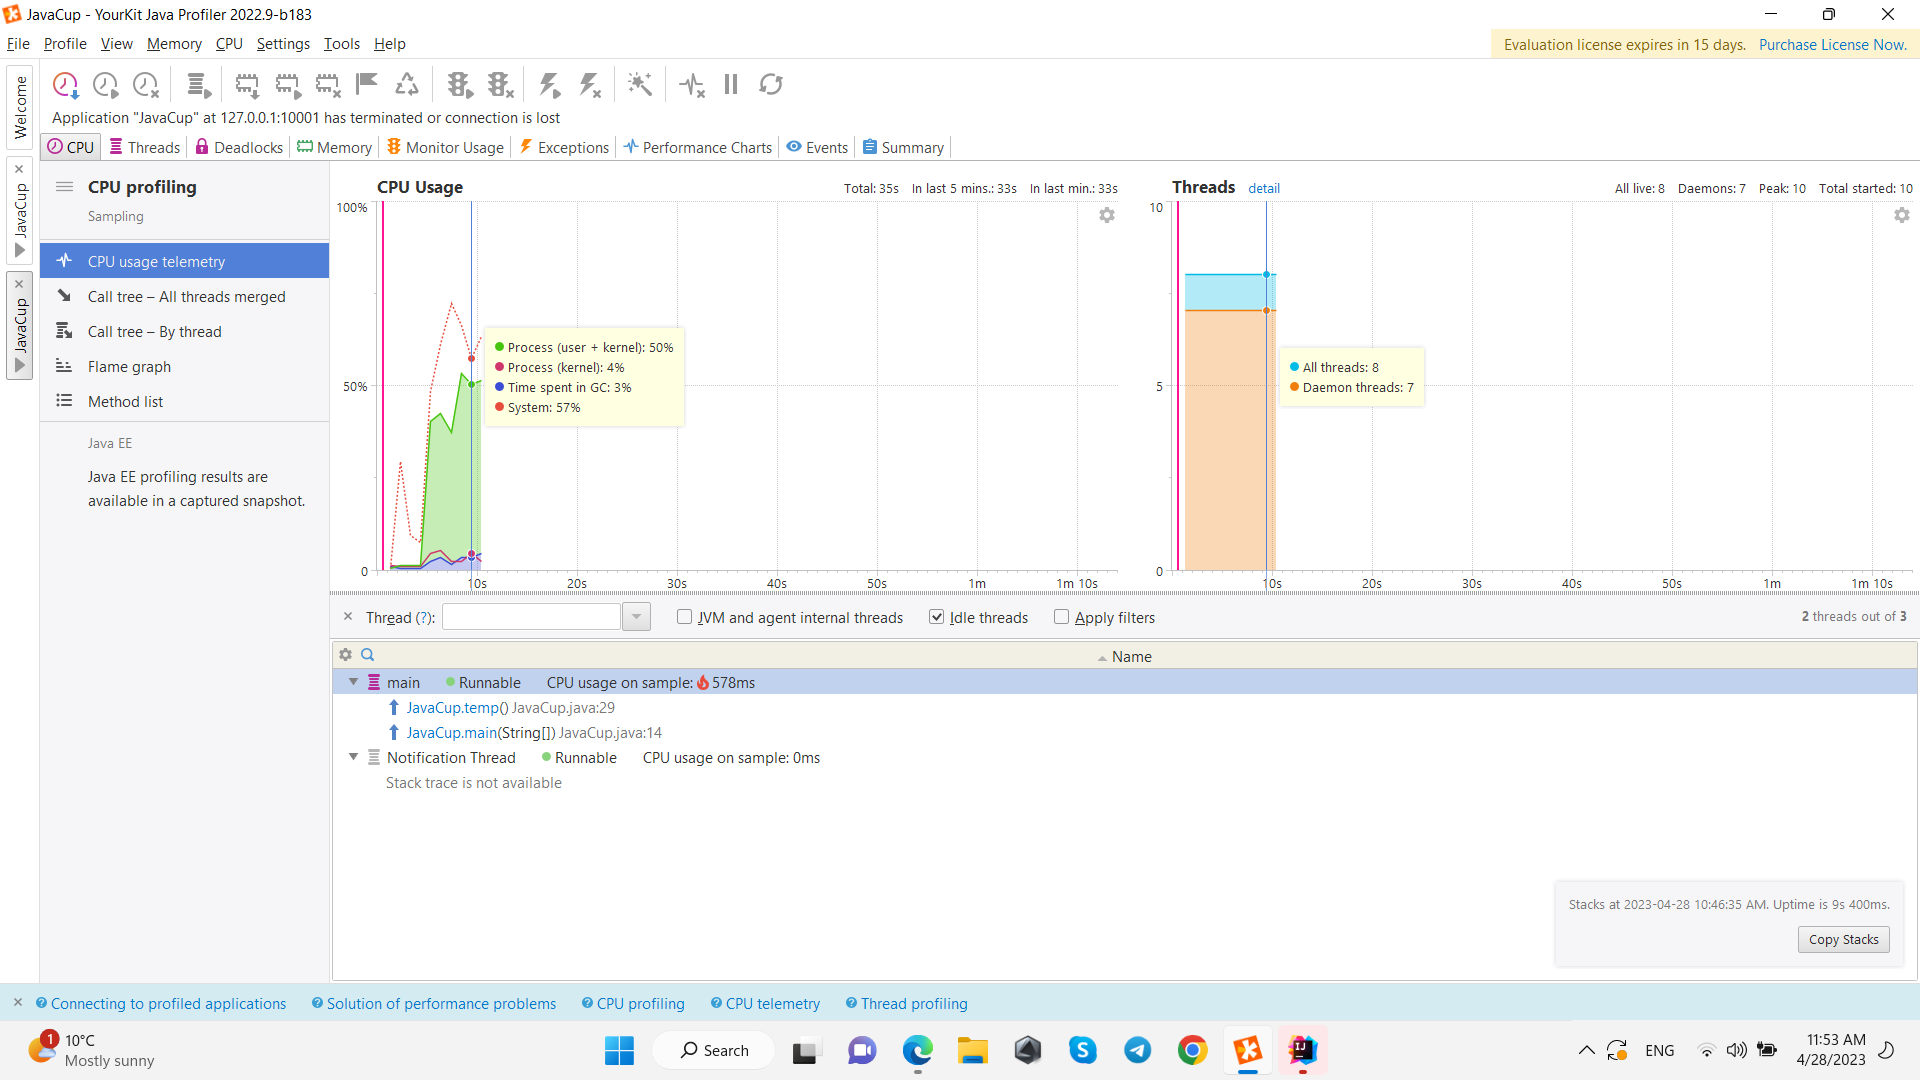 JavaCup - YourKit Java Profiler 2022.9-b183
File Profile View Memory CPU Settings Tools Help
Evaluation license expires in 15 days. Purchase License Now.
Welcome
JavaCup
JavaCup
Application "JavaCup" at 127.0.0.1:10001 has terminated or connection is lost
CPU Threads Deadlocks Memory Monitor Usage Exceptions Performance Charts Events Summary
CPU profiling
Sampling
CPU usage telemetry
Call tree – All threads merged
Call tree – By thread
Flame graph
Method list
Java EE
Java EE profiling results are
available in a captured snapshot.
CPU Usage
Total: 35s In last 5 mins.: 33s In last min.: 33s
100%
50%
0
Process (user + kernel): 50%
Process (kernel): 4%
Time spent in GC: 3%
System: 57%
10s 20s 30s 40s 50s 1m 1m 10s
Threads detail
All live: 8 Daemons: 7 Peak: 10 Total started: 10
10
5
0
All threads: 8
Daemon threads: 7
10s 20s 30s 40s 50s 1m 1m 10s
Thread (?): JVM and agent internal threads Idle threads Apply filters
2 threads out of 3
Name
main Runnable CPU usage on sample: 578ms
JavaCup.temp() JavaCup.java:29
JavaCup.main(String[]) JavaCup.java:14
Notification Thread Runnable CPU usage on sample: 0ms
Stack trace is not available
Stacks at 2023-04-28 10:46:35 AM. Uptime is 9s 400ms.
Copy Stacks
Connecting to profiled applications Solution of performance problems CPU profiling CPU telemetry Thread profiling
1
10°C
Mostly sunny
Search
S
IJ
ENG
11:53 AM
4/28/2023